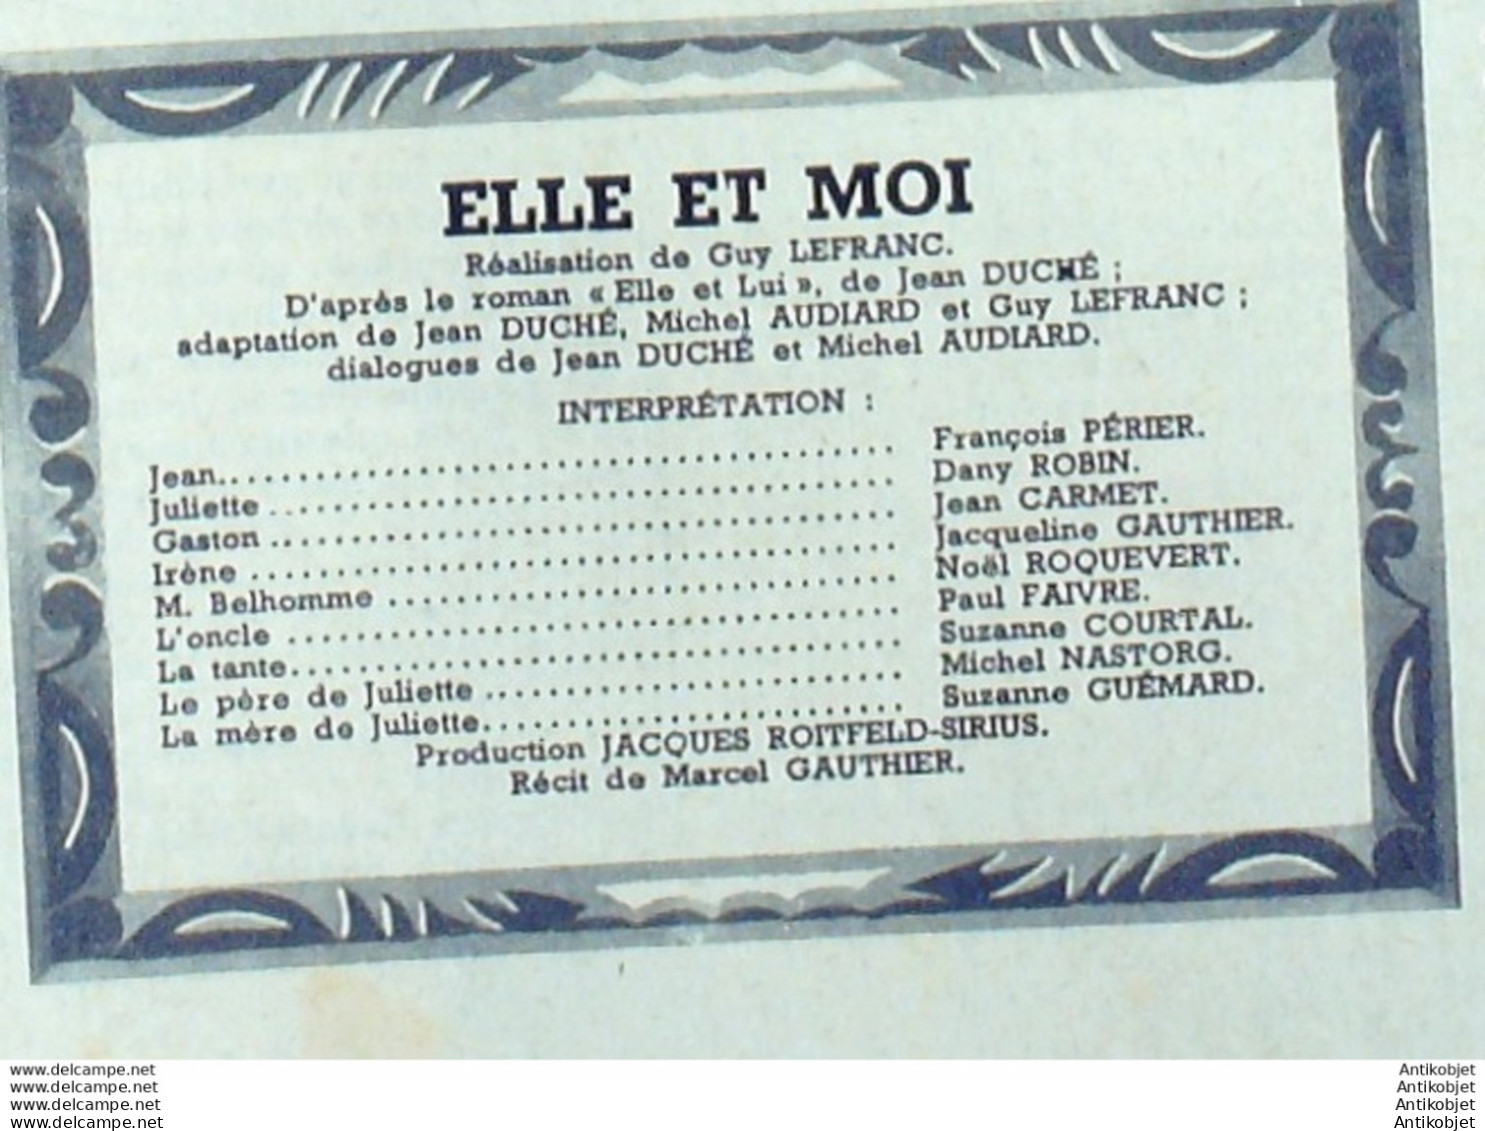 ELLE ET MOI
Réalisation de Guy LEFRANC.
D'après le roman « Elle et Lui », de Jean DUCHÉ ;
adaptation de Jean DUCHÉ, Michel AUDIARD et Guy LEFRANC ;
dialogues de Jean DUCHÉ et Michel AUDIARD.
INTERPRÉTATION :
Jean........................................ François PÉRIER.
Juliette ..................................... Dany ROBIN.
Gaston ..................................... Jean CARMET.
Irène ...................................... Jacqueline GAUTHIER.
M. Belhomme .............................. Noël ROQUEVERT.
L'oncle .................................... Paul FAIVRE.
La tante.................................... Suzanne COURTAL.
Le père de Juliette ......................... Michel NASTORG.
La mère de Juliette......................... Suzanne GUÉMARD.
Production JACQUES ROITFELD-SIRIUS.
Récit de Marcel GAUTHIER.
www.delcampe.net Antikobjet
www.delcampe.net Antikobjet
www.delcampe.net Antikobjet
www.delcampe.net Antikobjet